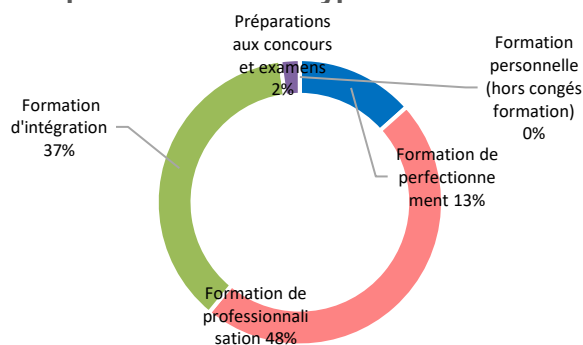 Préparations
aux concours
et examens
2%
Formation
personnelle
(hors congés
formation)
0%
Formation
d'intégration
37%
Formation de
perfectionne
ment 13%
Formation de
professionnali
sation 48%